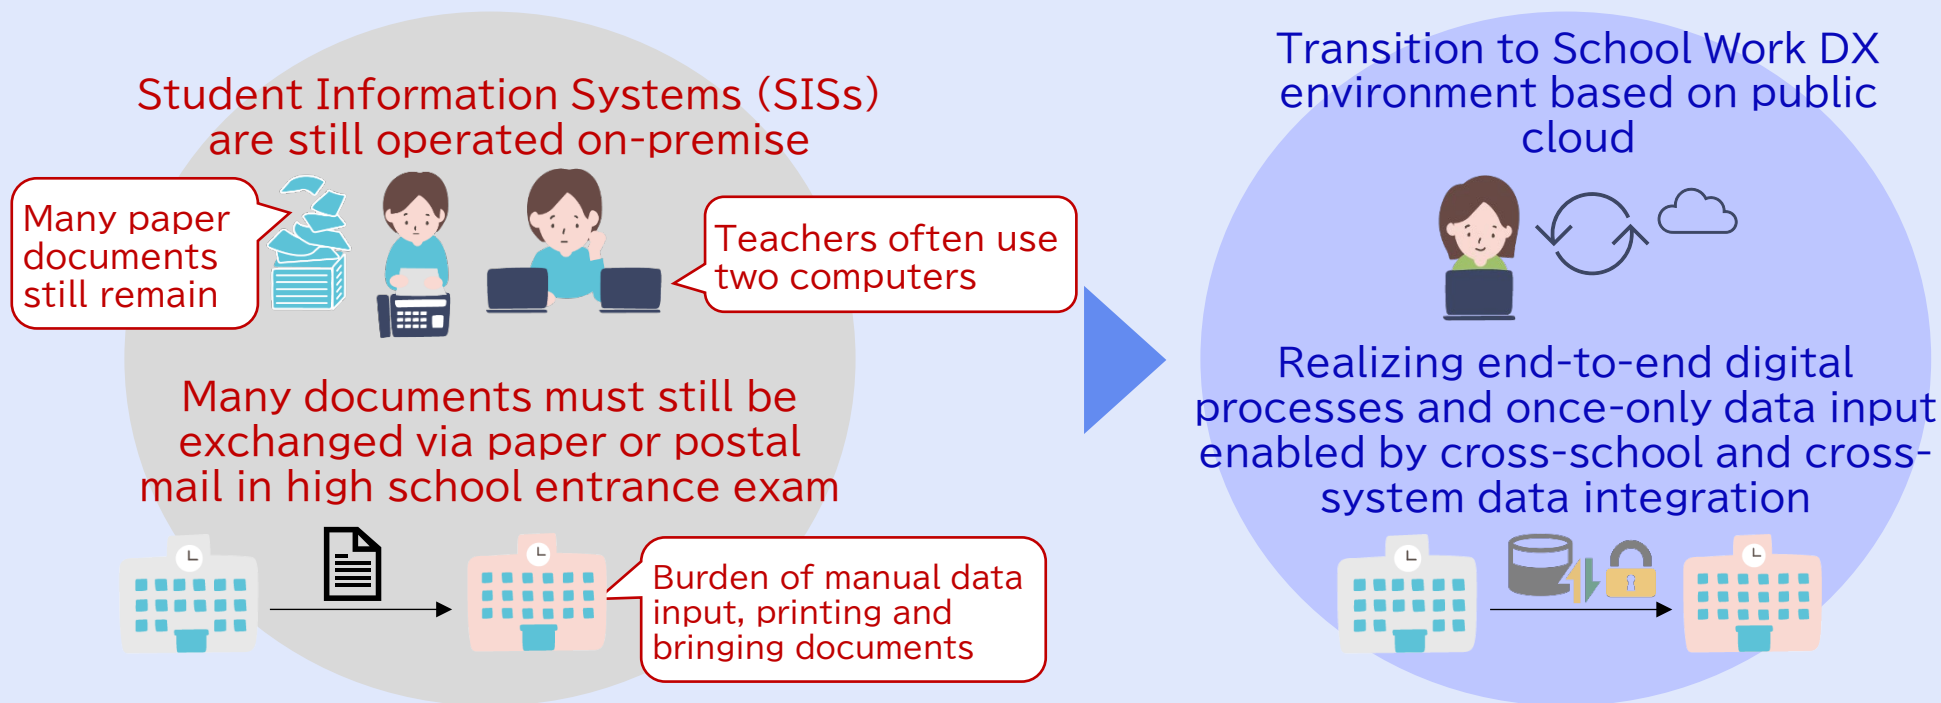 Student Information Systems (SISs)
are still operated on-premise
Many paper
documents
still remain
Teachers often use
two computers
Many documents must still be
exchanged via paper or postal
mail in high school entrance exam
Burden of manual data
input, printing and
bringing documents
Transition to School Work DX
environment based on public
cloud
Realizing end-to-end digital
processes and once-only data input
enabled by cross-school and cross-
system data integration